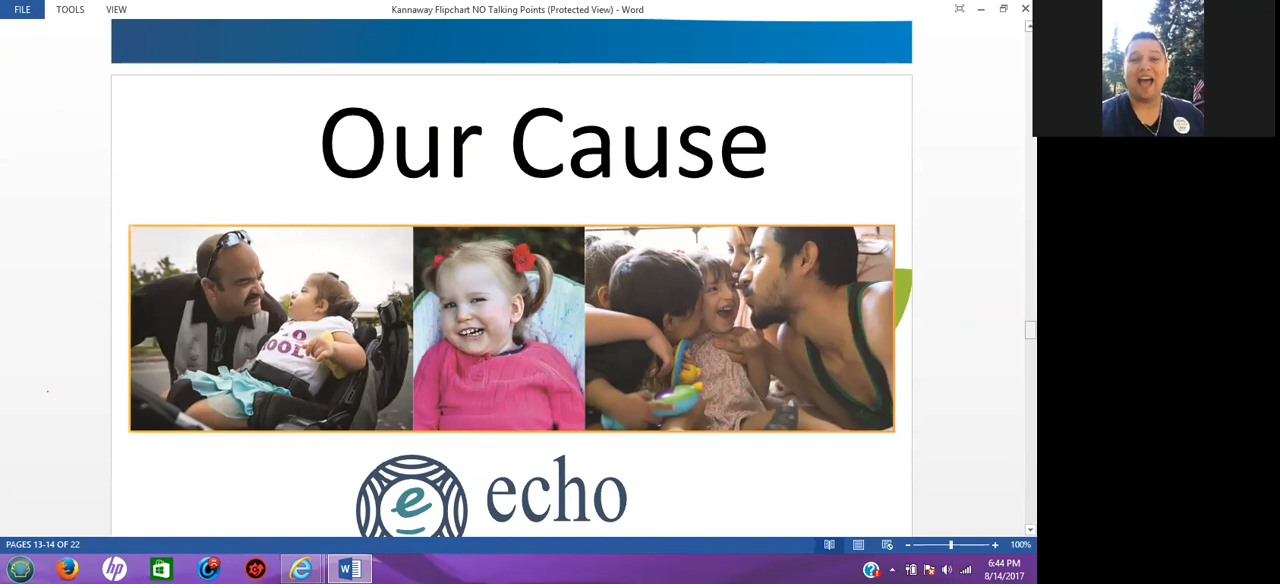 FILE TOOLS VIEW Kannaway Flipchart NO Talking Points (Protected View) - Word
Our Cause
e echo
PAGES 13-14 OF 22 100%
hp
6:44 PM
8/14/2017